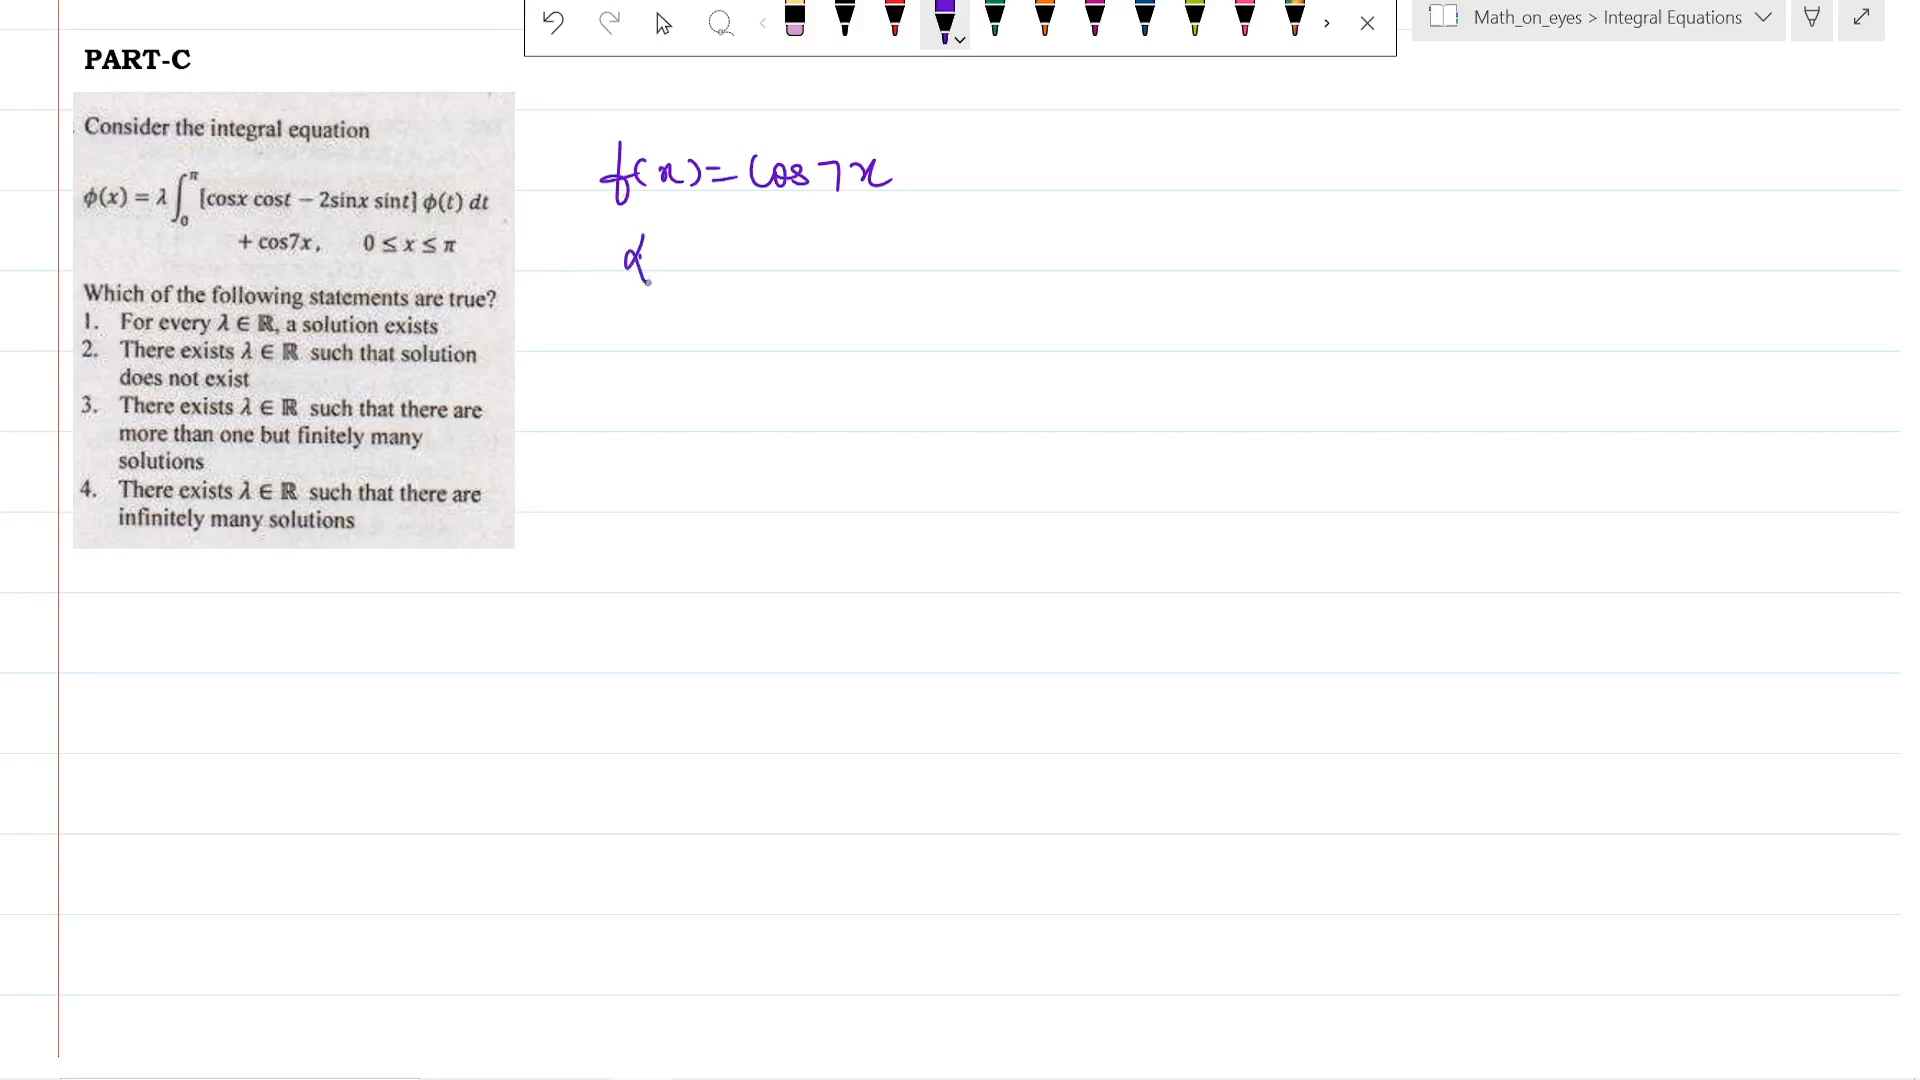 Math_on_eyes > Integral Equations
PART-C
Consider the integral equation
ϕ(x) = λ ∫₀^π [cosx cost − 2sinx sint] ϕ(t) dt
+ cos7x, 0 ≤ x ≤ π
Which of the following statements are true?
1. For every λ ∈ ℝ, a solution exists
2. There exists λ ∈ ℝ such that solution
does not exist
3. There exists λ ∈ ℝ such that there are
more than one but finitely many
solutions
4. There exists λ ∈ ℝ such that there are
infinitely many solutions
f(x) = Cos 7x
α